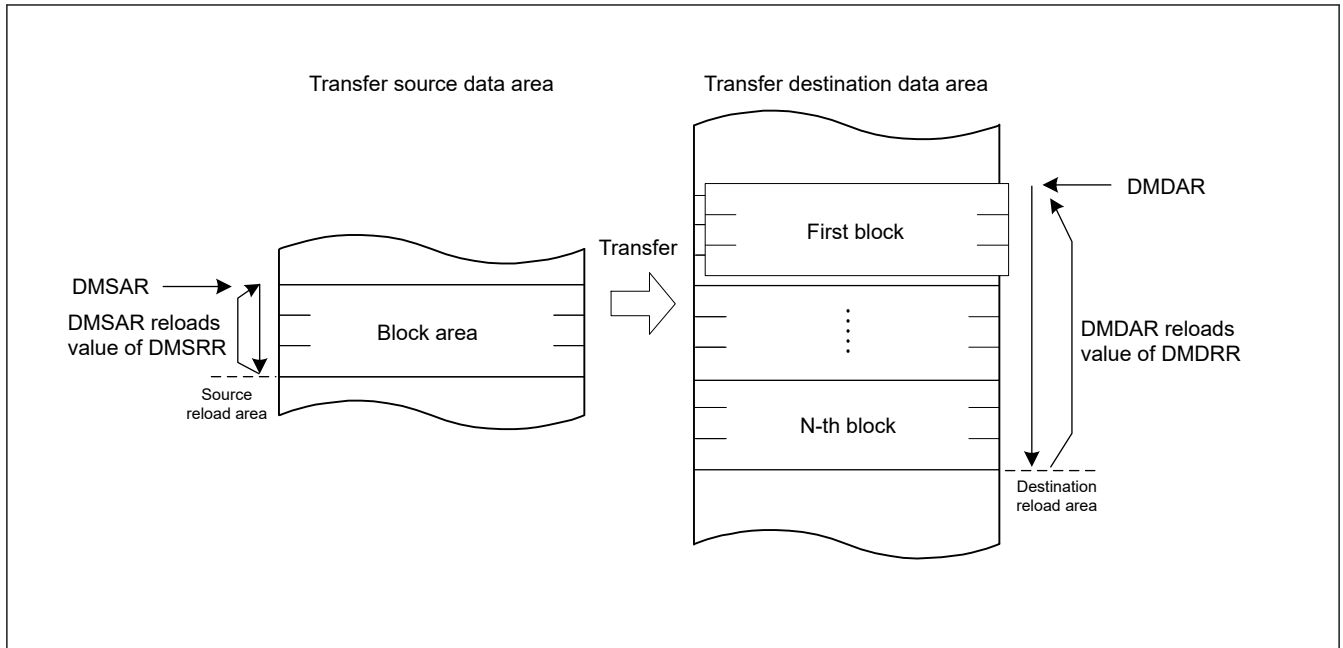 Transfer source data area
Transfer destination data area
DMSAR
DMSAR reloads
value of DMSRR
Source
reload area
Block area
Transfer
First block
N-th block
DMDAR
DMDAR reloads
value of DMDRR
Destination
reload area